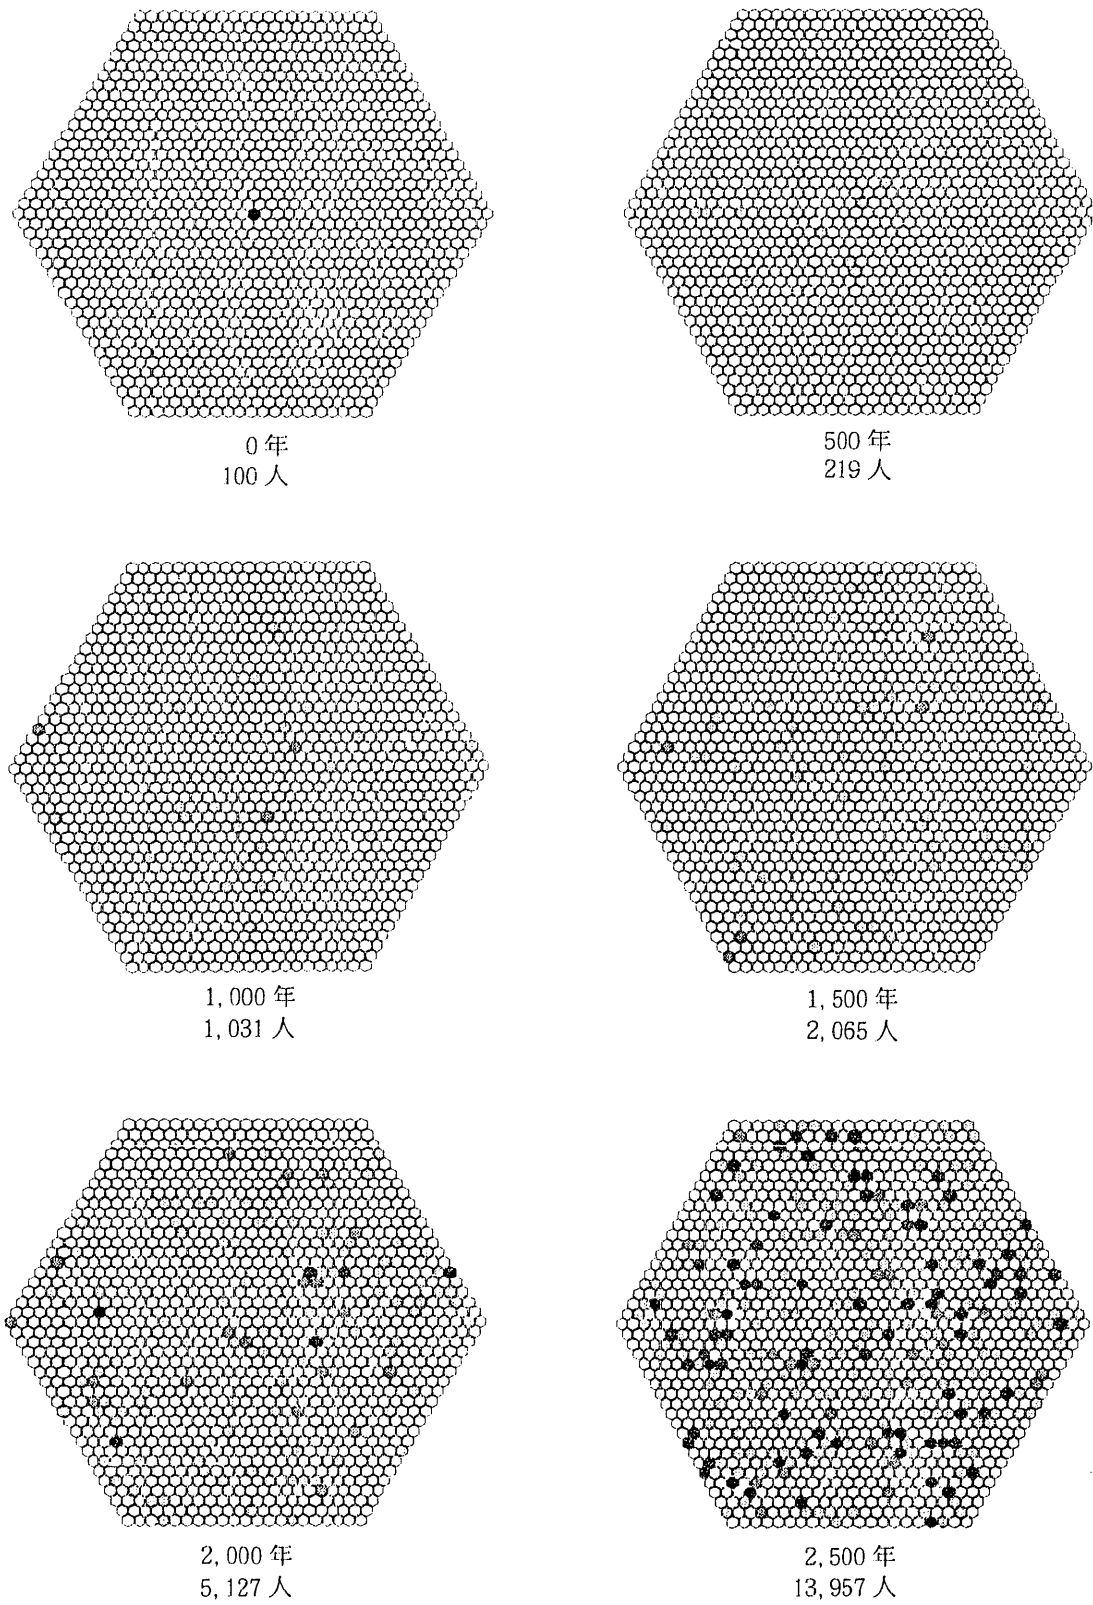 0 年
100 人
500 年
219 人
1, 000 年
1, 031 人
1, 500 年
2, 065 人
2, 000 年
5, 127 人
2, 500 年
13, 957 人